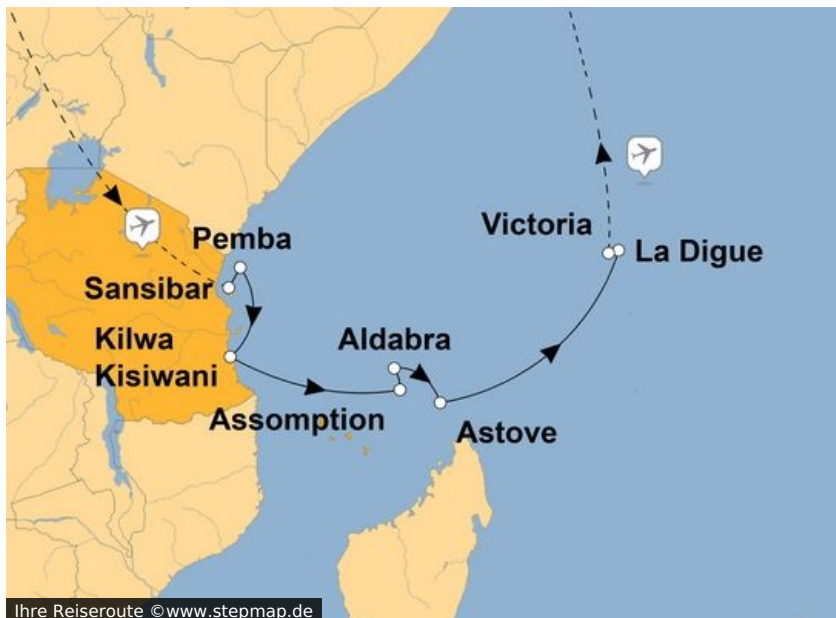 Victoria
La Digue
Pemba
Sansibar
Kilwa
Kisiwani
Aldabra
Assomption
Astove
Ihre Reiseroute ©www.stepmap.de